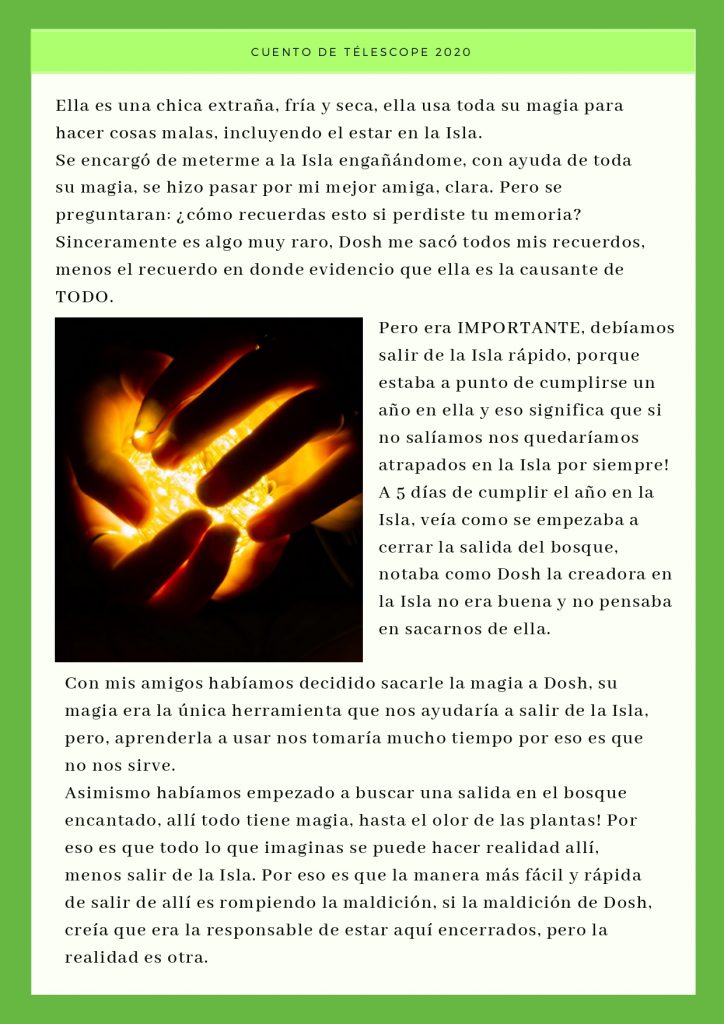 CUENTO DE TÉLESCOPE 2020
Ella es una chica extraña, fría y seca, ella usa toda su magia para
hacer cosas malas, incluyendo el estar en la Isla.
Se encargó de meterme a la Isla engañándome, con ayuda de toda
su magia, se hizo pasar por mi mejor amiga, clara. Pero se
preguntaran: ¿cómo recuerdas esto si perdiste tu memoria?
Sinceramente es algo muy raro, Dosh me sacó todos mis recuerdos,
menos el recuerdo en donde evidencio que ella es la causante de
TODO.
Pero era IMPORTANTE, debíamos
salir de la Isla rápido, porque
estaba a punto de cumplirse un
año en ella y eso significa que si
no salíamos nos quedaríamos
atrapados en la Isla por siempre!
A 5 días de cumplir el año en la
Isla, veía como se empezaba a
cerrar la salida del bosque,
notaba como Dosh la creadora en
la Isla no era buena y no pensaba
en sacarnos de ella.
Con mis amigos habíamos decidido sacarle la magia a Dosh, su
magia era la única herramienta que nos ayudaría a salir de la Isla,
pero, aprenderla a usar nos tomaría mucho tiempo por eso es que
no nos sirve.
Asimismo habíamos empezado a buscar una salida en el bosque
encantado, allí todo tiene magia, hasta el olor de las plantas! Por
eso es que todo lo que imaginas se puede hacer realidad allí,
menos salir de la Isla. Por eso es que la manera más fácil y rápida
de salir de allí es rompiendo la maldición, si la maldición de Dosh,
creía que era la responsable de estar aquí encerrados, pero la
realidad es otra.